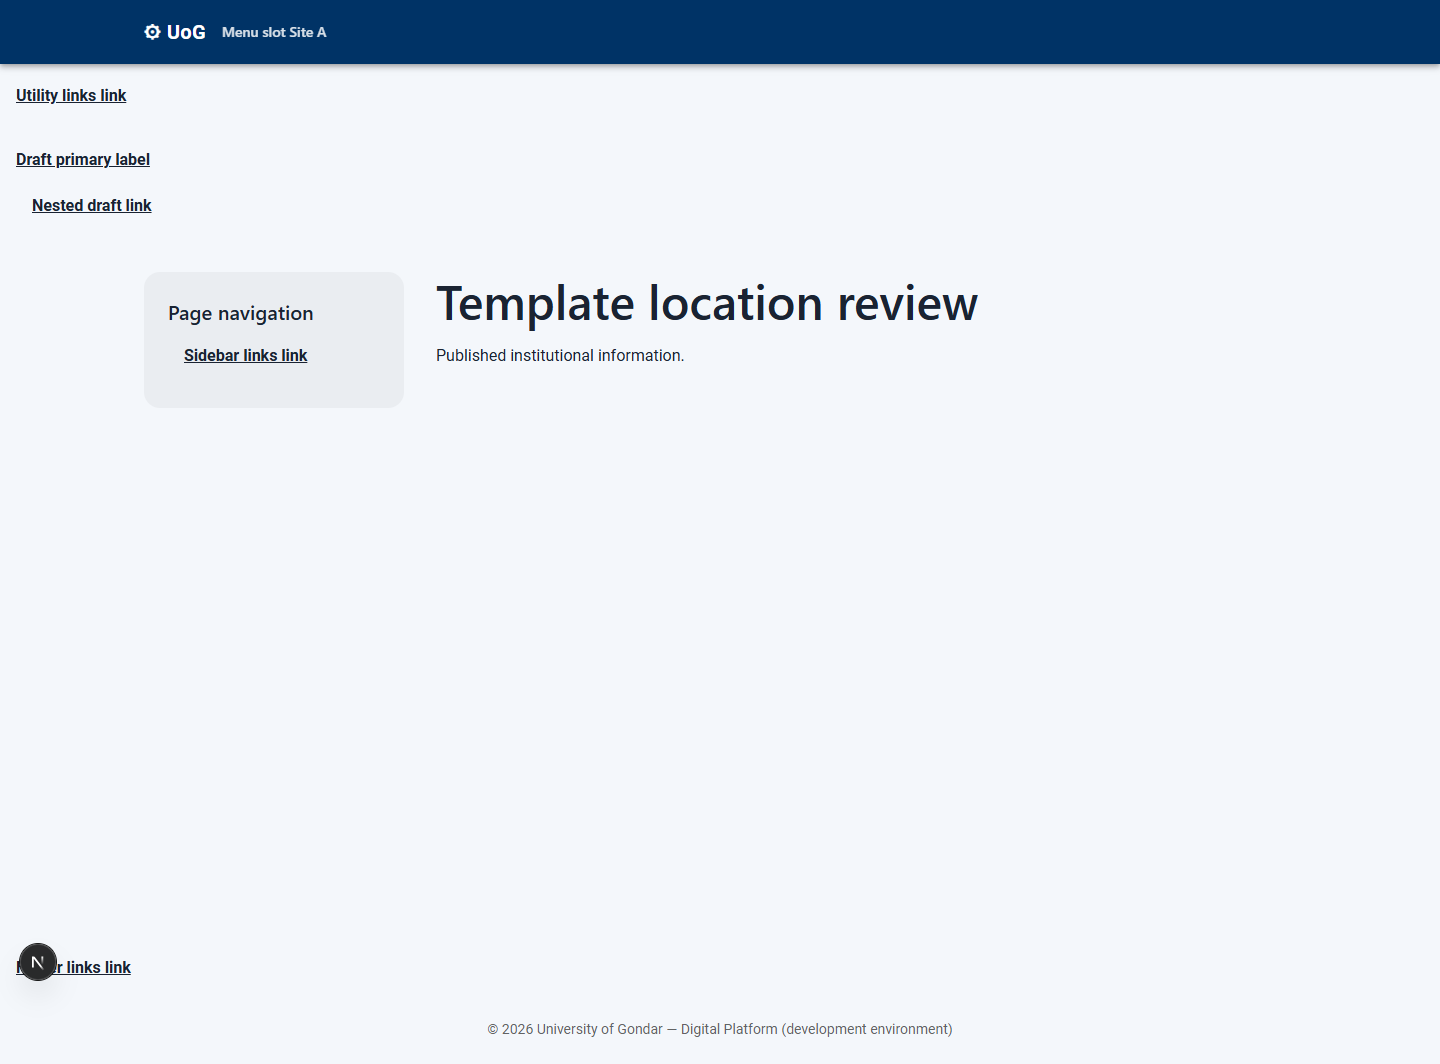 UoG
Menu slot Site A
Utility links link
Draft primary label
Nested draft link
Page navigation
Sidebar links link
Template location review
Published institutional information.
N
links link
© 2026 University of Gondar — Digital Platform (development environment)